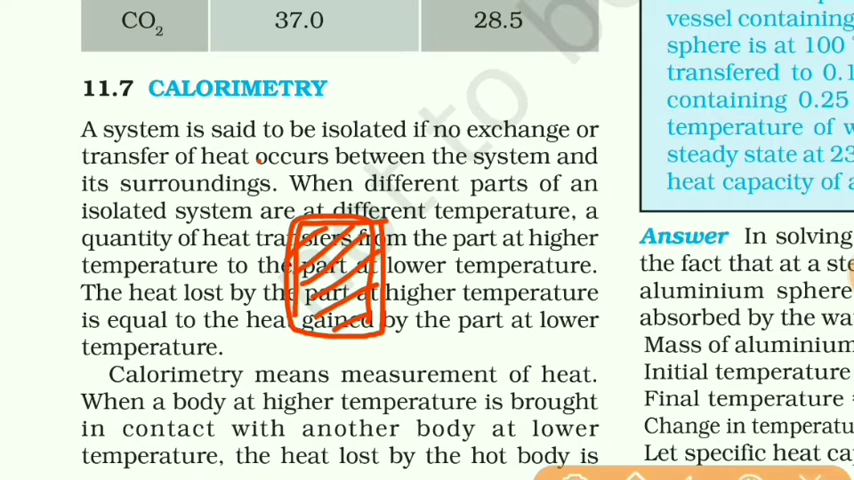 CO2 37.0 28.5
11.7 CALORIMETRY
A system is said to be isolated if no exchange or
transfer of heat occurs between the system and
its surroundings. When different parts of an
isolated system are at different temperature, a
quantity of heat transfers from the part at higher
temperature to the part at lower temperature.
The heat lost by the part at higher temperature
is equal to the heat gained by the part at lower
temperature.
Calorimetry means measurement of heat.
When a body at higher temperature is brought
in contact with another body at lower
temperature, the heat lost by the hot body is
vessel containing
sphere is at 100
transfered to 0.1
containing 0.25
temperature of w
steady state at 23
heat capacity of a
Answer In solving
the fact that at a ste
aluminium sphere
absorbed by the wa
Mass of aluminium
Initial temperature
Final temperature =
Change in temperatu
Let specific heat cap
not to be